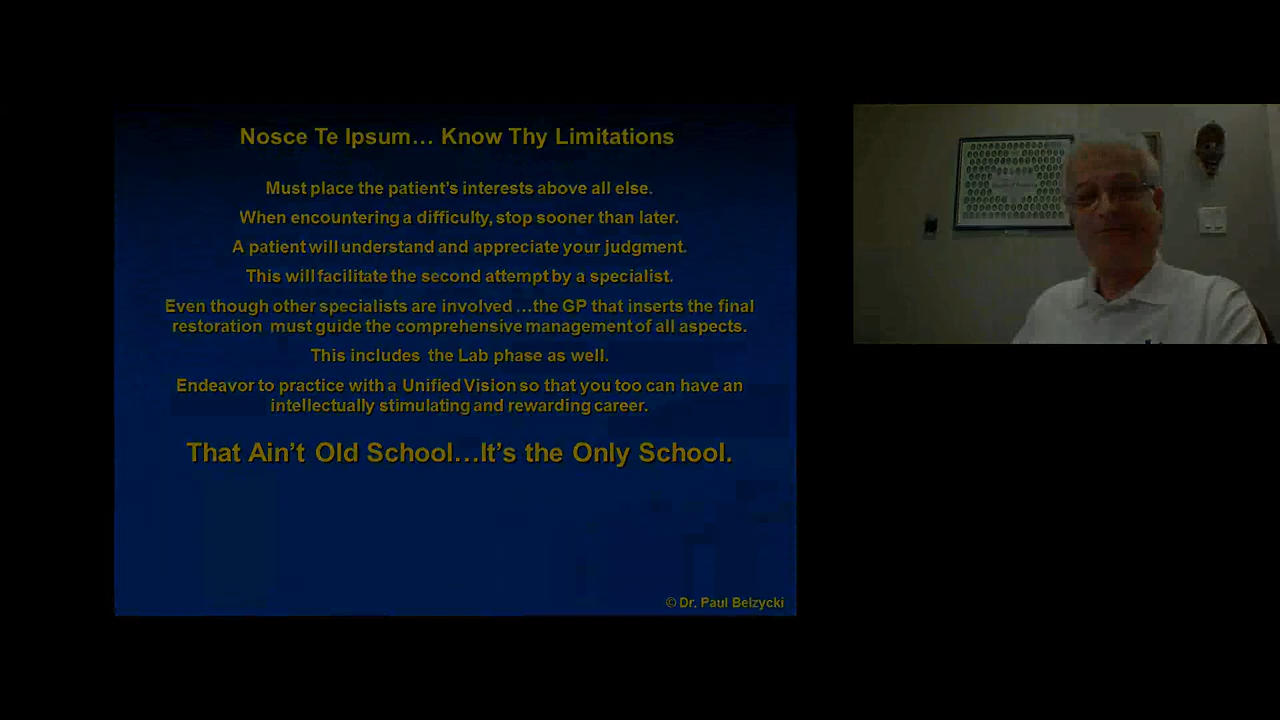 Nosce Te Ipsum… Know Thy Limitations
Must place the patient's interests above all else.
When encountering a difficulty, stop sooner than later.
A patient will understand and appreciate your judgment.
This will facilitate the second attempt by a specialist.
Even though other specialists are involved …the GP that inserts the final
restoration must guide the comprehensive management of all aspects.
This includes the Lab phase as well.
Endeavor to practice with a Unified Vision so that you too can have an
intellectually stimulating and rewarding career.
That Ain't Old School…It's the Only School.
© Dr. Paul Belzycki